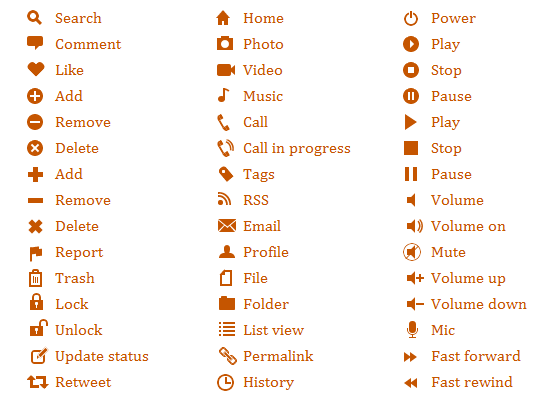 Search
Comment
Like
Add
Remove
Delete
Add
Remove
Delete
Report
Trash
Lock
Unlock
Update status
Retweet
Home
Photo
Video
Music
Call
Call in progress
Tags
RSS
Email
Profile
File
Folder
List view
Permalink
History
Power
Play
Stop
Pause
Play
Stop
Pause
Volume
Volume on
Mute
Volume up
Volume down
Mic
Fast forward
Fast rewind